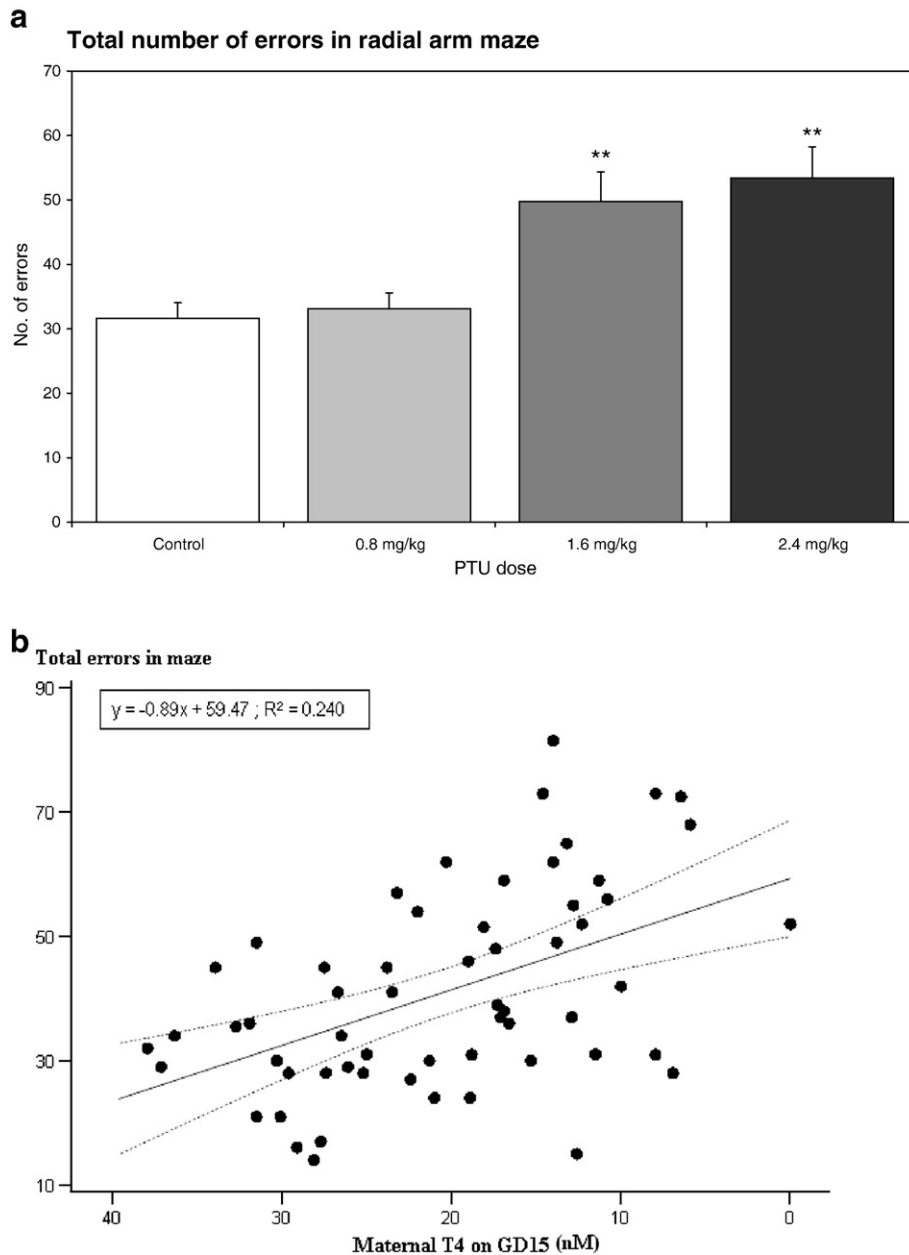 a
Total number of errors in radial arm maze
70
60
50
40
30
20
10
0
No. of errors
**
**
Control 0.8 mg/kg 1.6 mg/kg 2.4 mg/kg
PTU dose
b
Total errors in maze
y = -0.89x + 59.47 ; R² = 0.240
90
70
50
30
10
40 30 20 10 0
Maternal T4 on GD15 (nM)